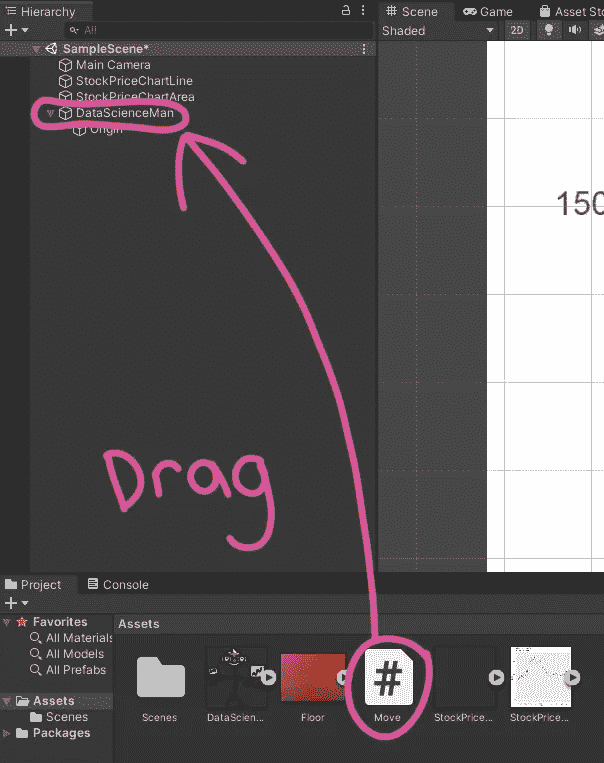 Hierarchy
Scene
Game
Asset Sto
All
Shaded
2D
SampleScene*
Main Camera
StockPriceChartLine
StockPriceChartArea
DataScienceMan
Origin
150
Drag
Project
Console
Favorites
All Materials
All Models
All Prefabs
Assets
Scenes
Packages
Assets
Scenes
DataScien...
Floor
#
Move
StockPrice...
StockPrice...